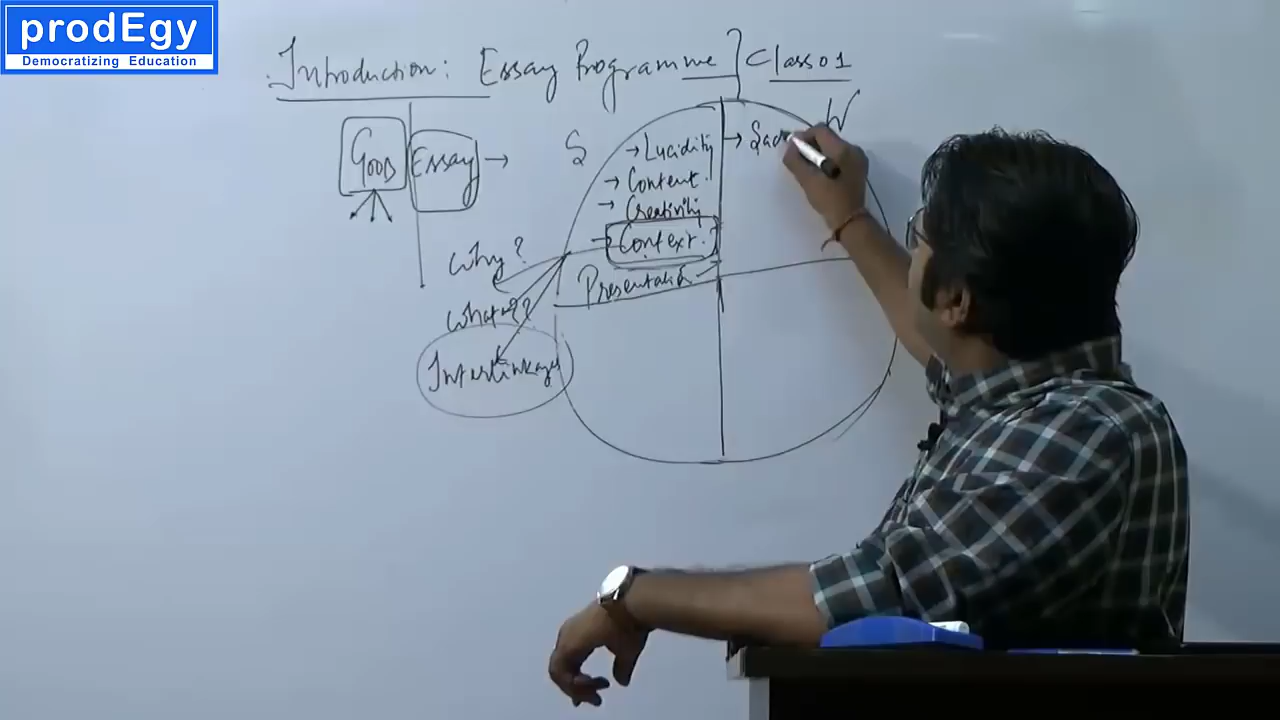 prodEgy
Democratizing Education
Introduction: Essay Programme Class 01
Good Essay →
S
→ Lucidity
→ Content.
→ Creativity
→ Context.
Presentation
W
Why?
What??
Interlinkages